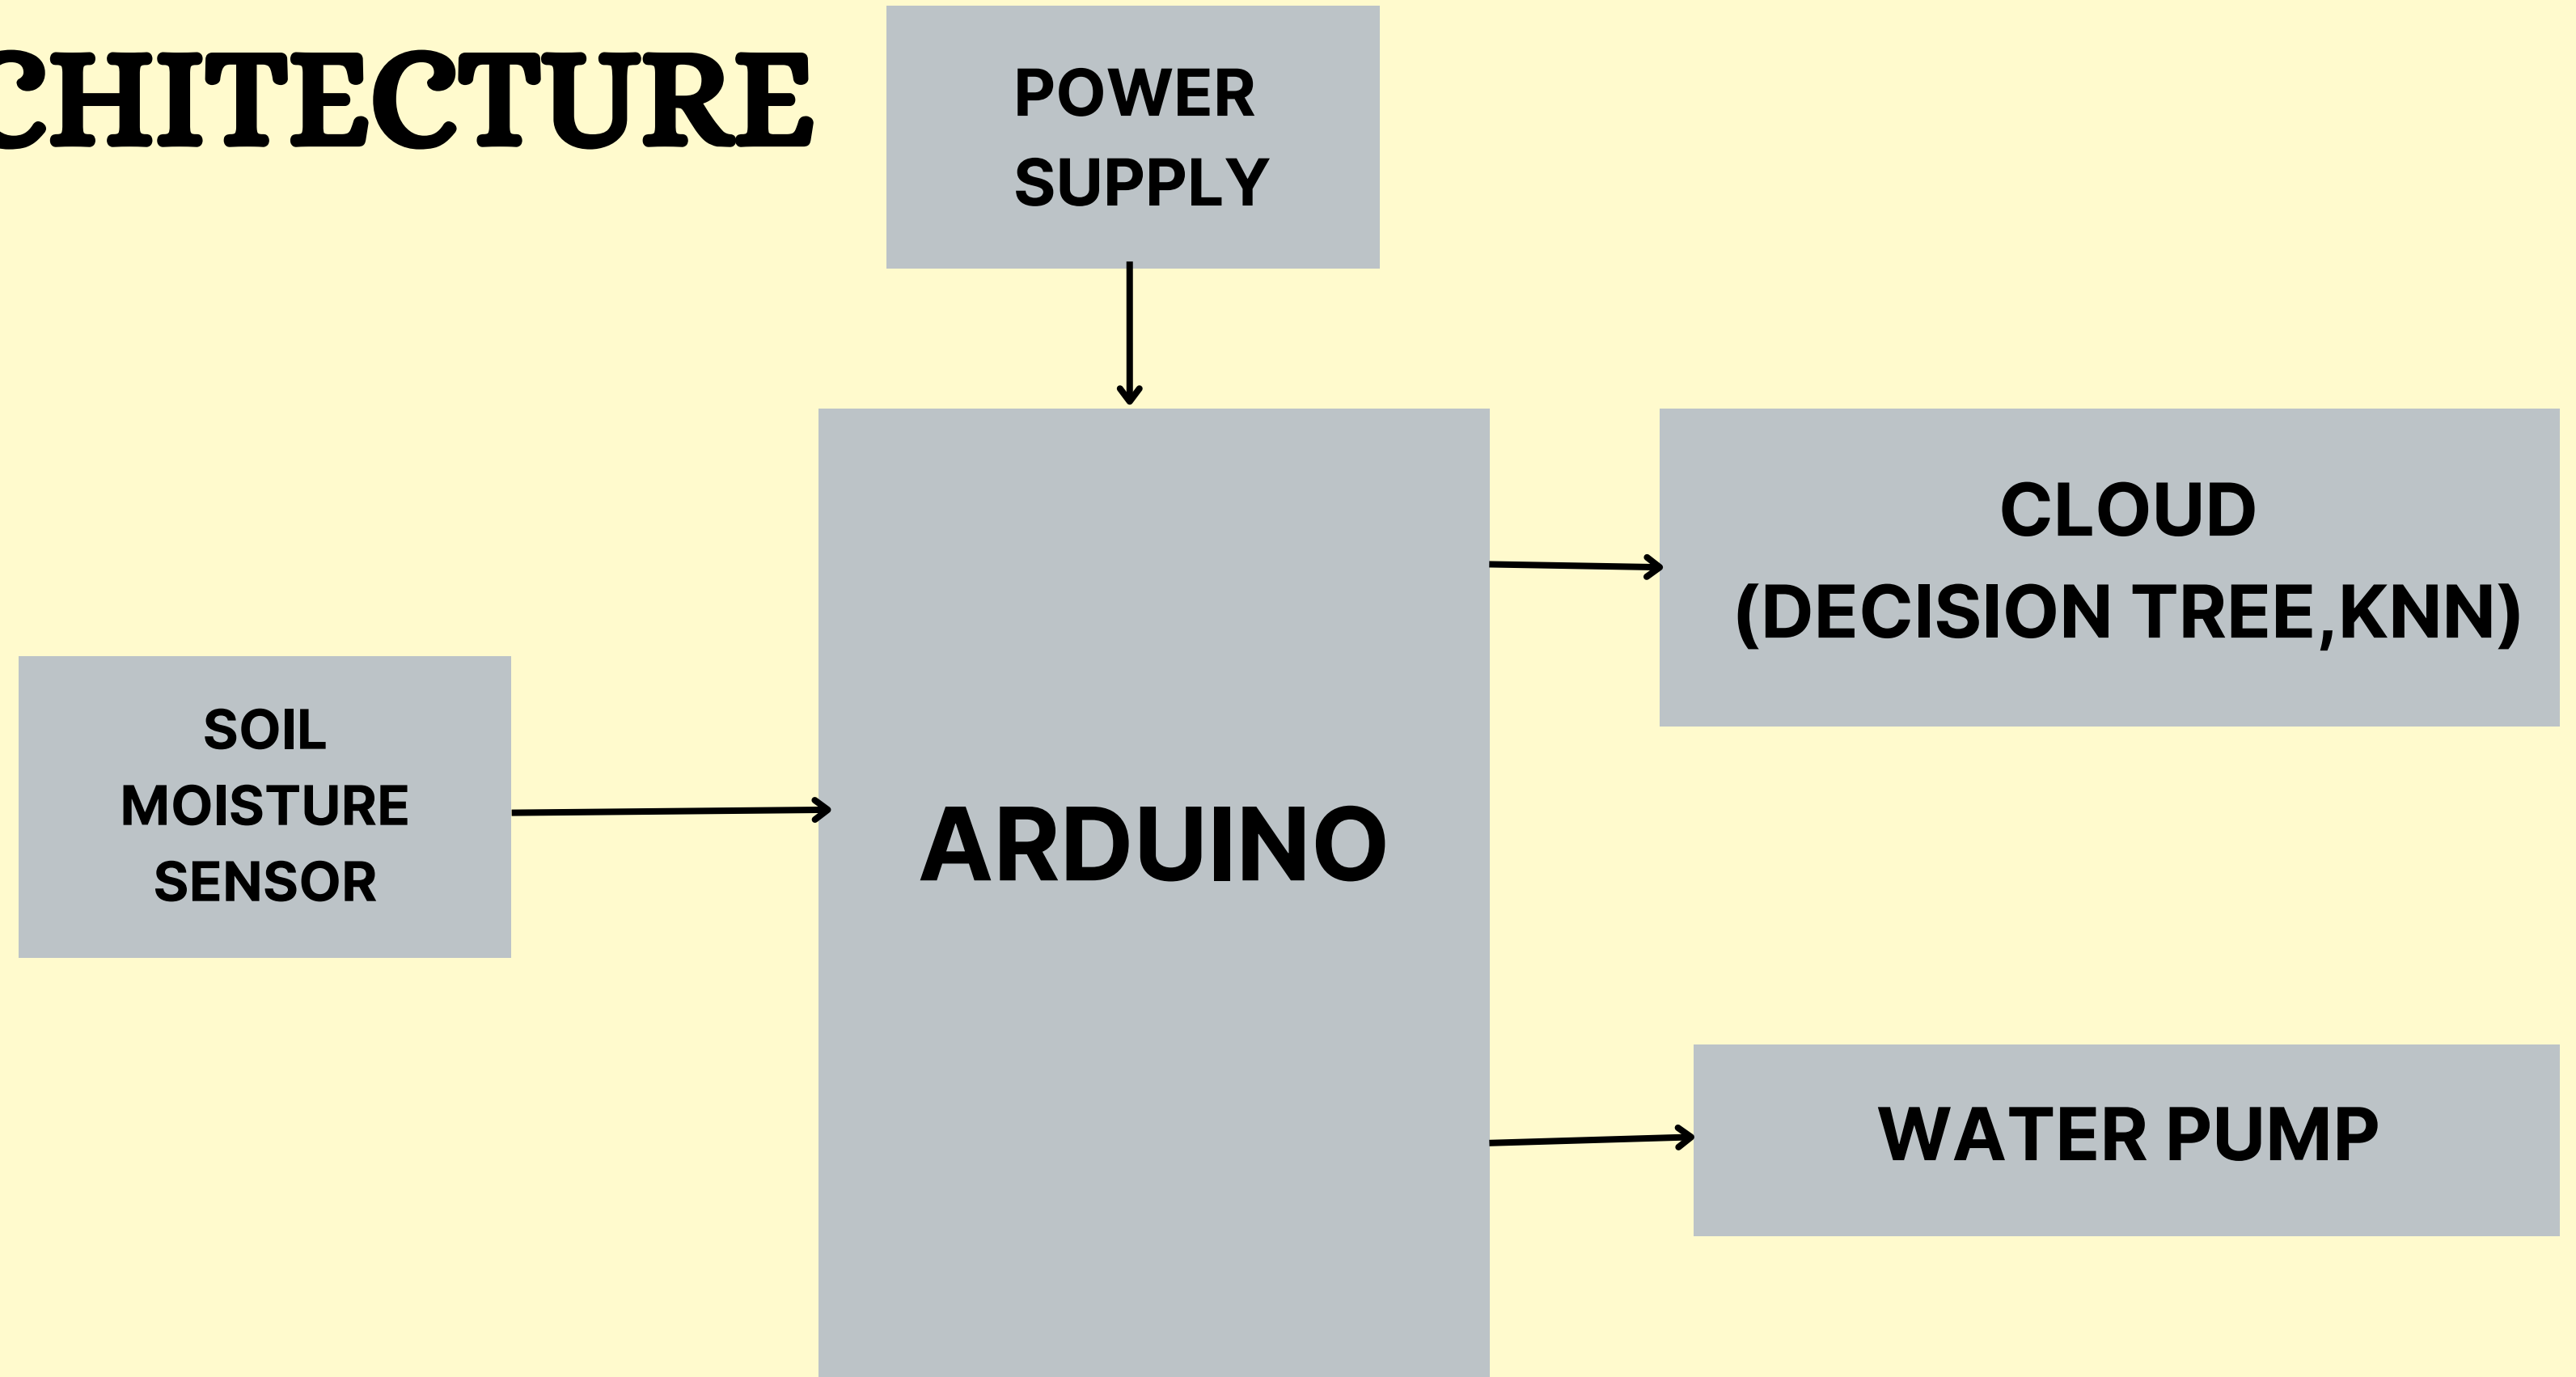 CHITECTURE
POWER
SUPPLY
CLOUD
(DECISION TREE,KNN)
SOIL
MOISTURE
SENSOR
ARDUINO
WATER PUMP